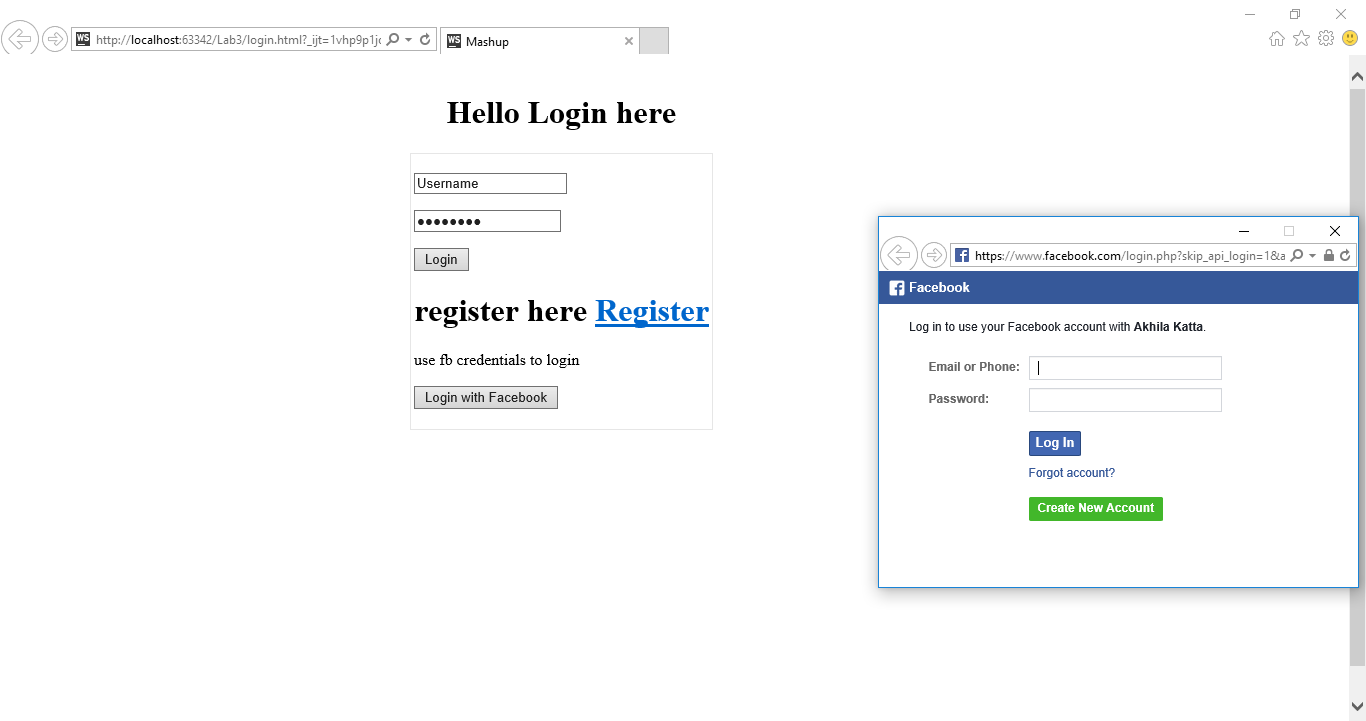 http://localhost:63342/Lab3/login.html?_ijt=1vhp9p1j
WS Mashup
Hello Login here
Username
••••••••
Login
register here Register
use fb credentials to login
Login with Facebook
https://www.facebook.com/login.php?skip_api_login=1&a
Facebook
Log in to use your Facebook account with Akhila Katta.
Email or Phone:
Password:
Log In
Forgot account?
Create New Account